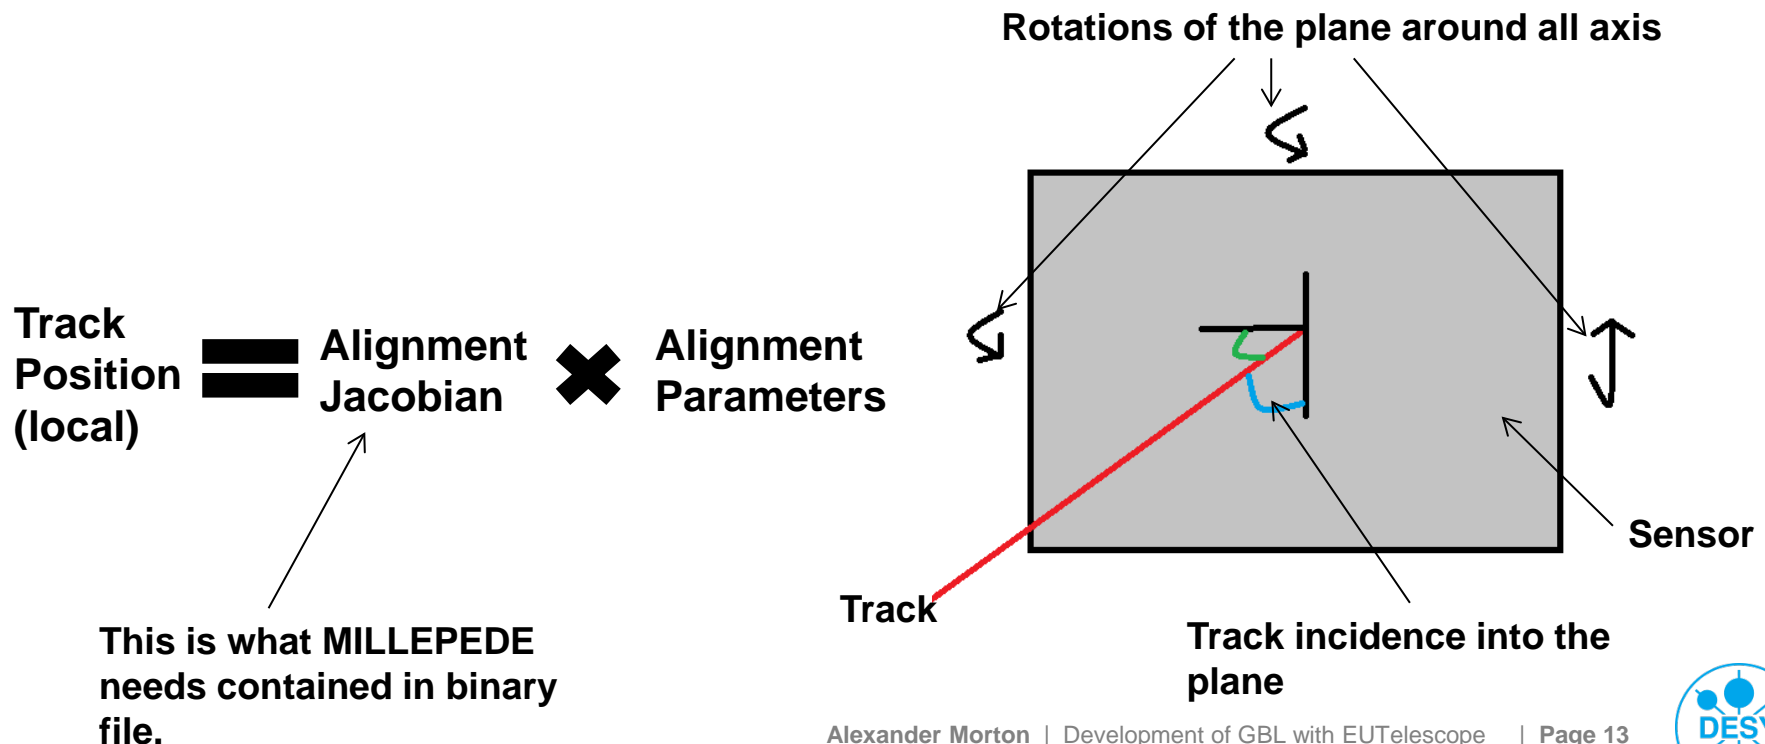 Rotations of the plane around all axis
Track
Position
(local)
Alignment
Jacobian
Alignment
Parameters
Sensor
Track
This is what MILLEPEDE
needs contained in binary
file.
Track incidence into the
plane
Alexander Morton | Development of GBL with EUTelescope | Page 13
DESY